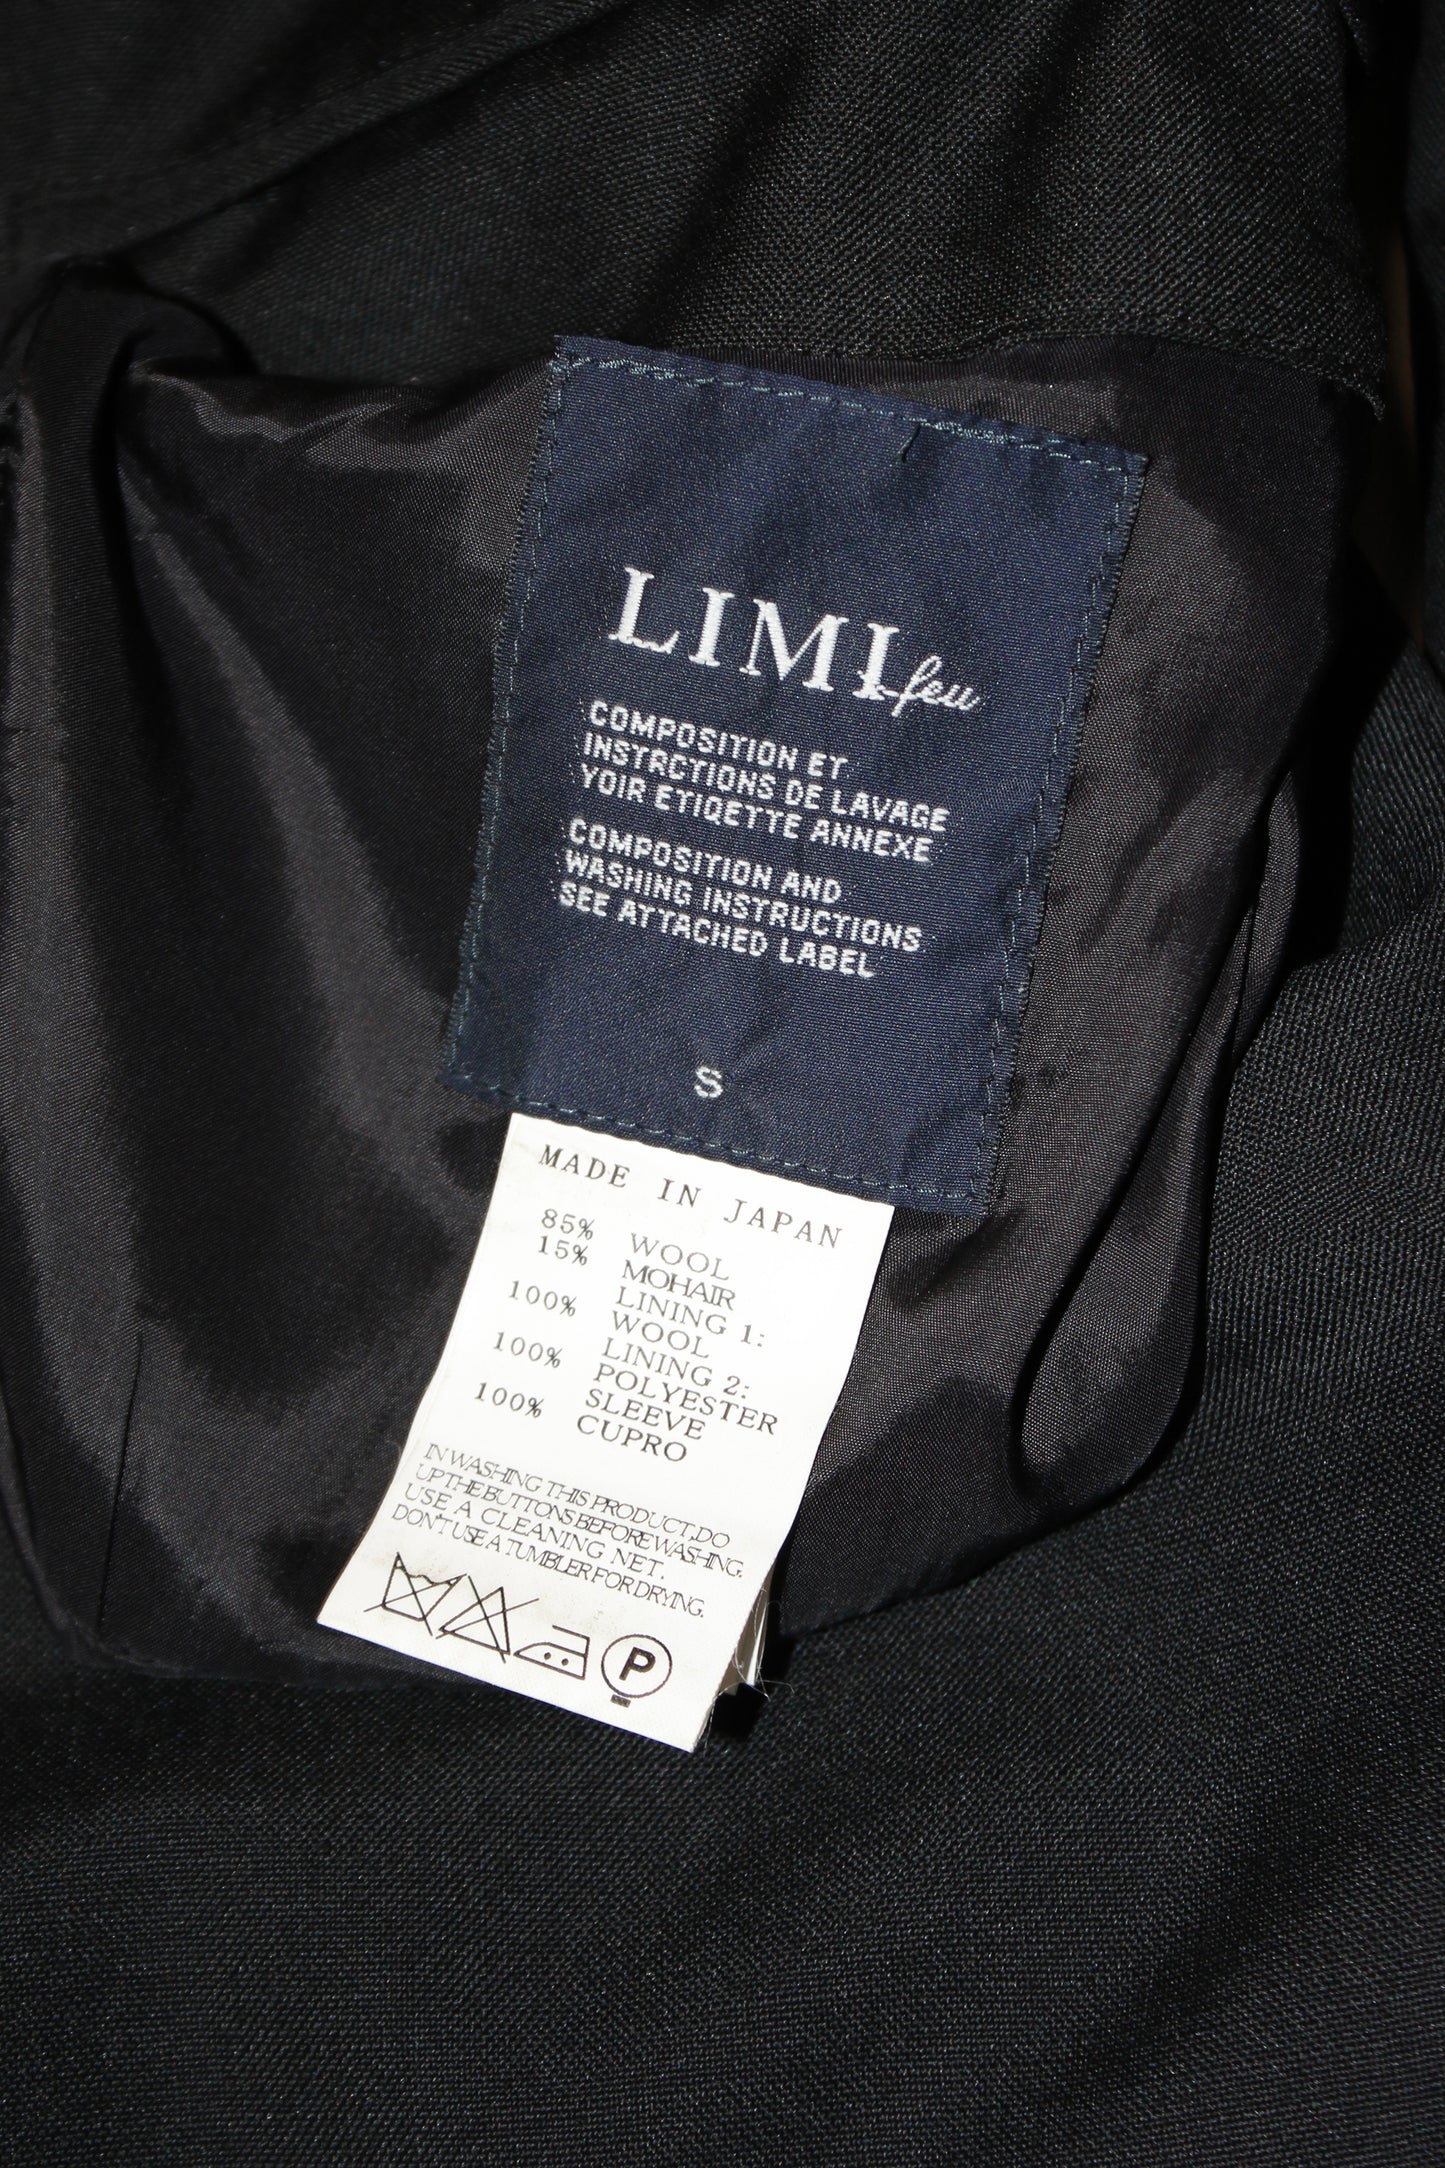 LIMI feu
COMPOSITION ET
INSTRCTIONS DE LAVAGE
YOIR ETIQETTE ANNEXE
COMPOSITION AND
WASHING INSTRUCTIONS
SEE ATTACHED LABEL
S
MADE IN JAPAN
85% WOOL
15% MOHAIR
LINING 1:
100% WOOL
LINING 2:
100% POLYESTER
SLEEVE
100% CUPRO
IN WASHING THIS PRODUCT,DO
UP THE BUTTONS BEFORE WASHING.
USE A CLEANING NET.
DON'T USE A TUMBLER FOR DRYING.
P